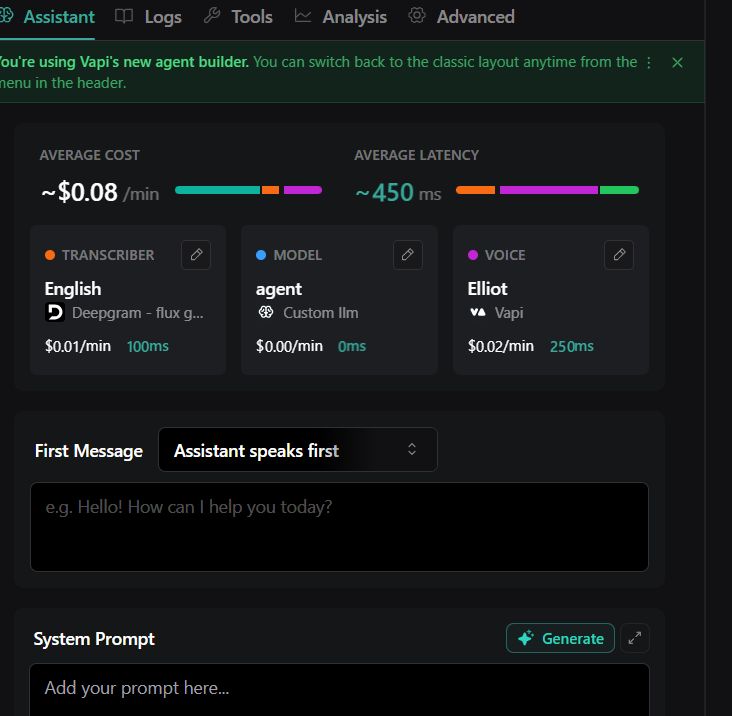 Assistant Logs Tools Analysis Advanced
You're using Vapi's new agent builder. You can switch back to the classic layout anytime from the
menu in the header.
AVERAGE COST AVERAGE LATENCY
~$0.08 /min ~450 ms
TRANSCRIBER MODEL VOICE
English agent Elliot
Deepgram - flux g... Custom llm Vapi
$0.01/min 100ms $0.00/min 0ms $0.02/min 250ms
First Message Assistant speaks first
e.g. Hello! How can I help you today?
System Prompt Generate
Add your prompt here...